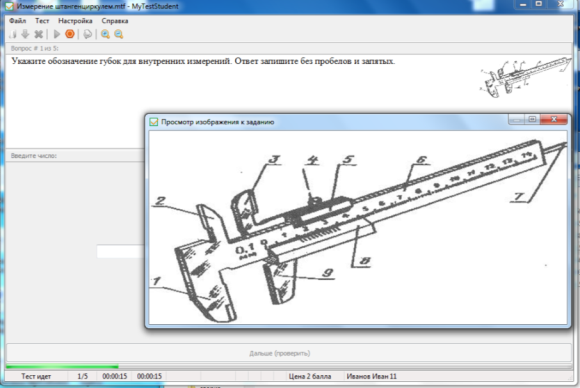 Измерение штангенциркулем.mtf - MyTestStudent
Файл Тест Настройка Справка
Вопрос # 1 из 5:
Укажите обозначение губок для внутренних измерений. Ответ запишите без пробелов и запятых.
Просмотр изображения к заданию
Введите число:
3 4 5 6
2 7
0,1
8
1 9
Дальше (проверить)
Тест идет 1/5 00:00:15 00:00:15 Цена 2 балла Иванов Иван 11